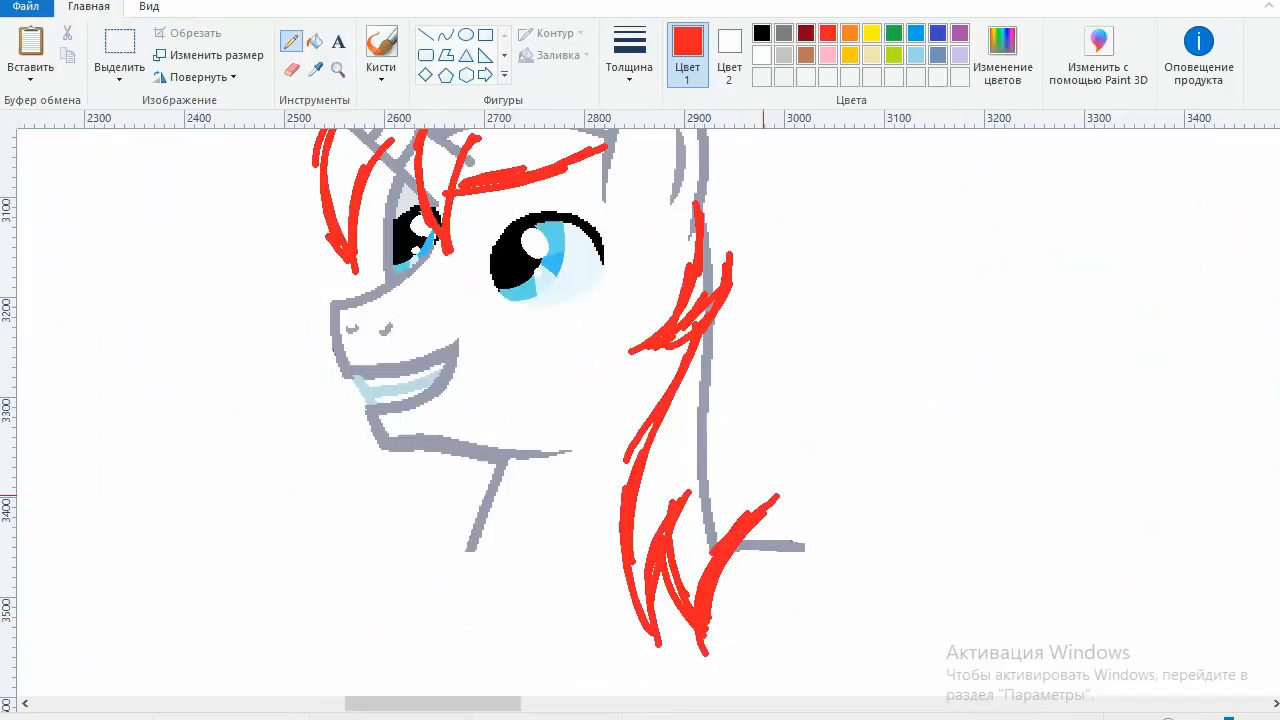 Файл Главная Вид
Вставить
Выделить
Обрезать
Изменить размер
Повернуть
A
Кисти
Контур
Заливка
Толщина
Цвет 1
Цвет 2
Изменение цветов
Изменить с помощью Paint 3D
Оповещение продукта
Буфер обмена Изображение Инструменты Фигуры Цвета
2300 2400 2500 2600 2700 2800 2900 3000 3100 3200 3300 3400
3100
3200
3300
3400
3500
Активация Windows
Чтобы активировать Windows, перейдите в
раздел "Параметры".